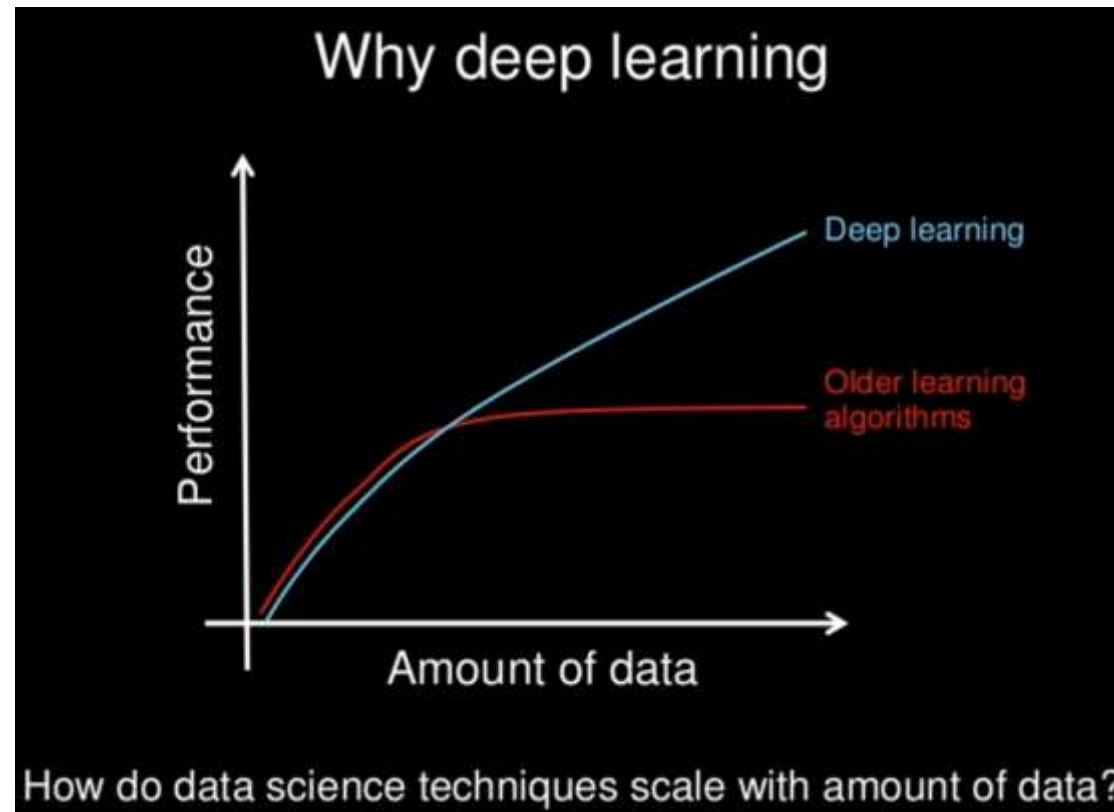 Why deep learning
Performance
Deep learning
Older learning
algorithms
Amount of data
How do data science techniques scale with amount of data?